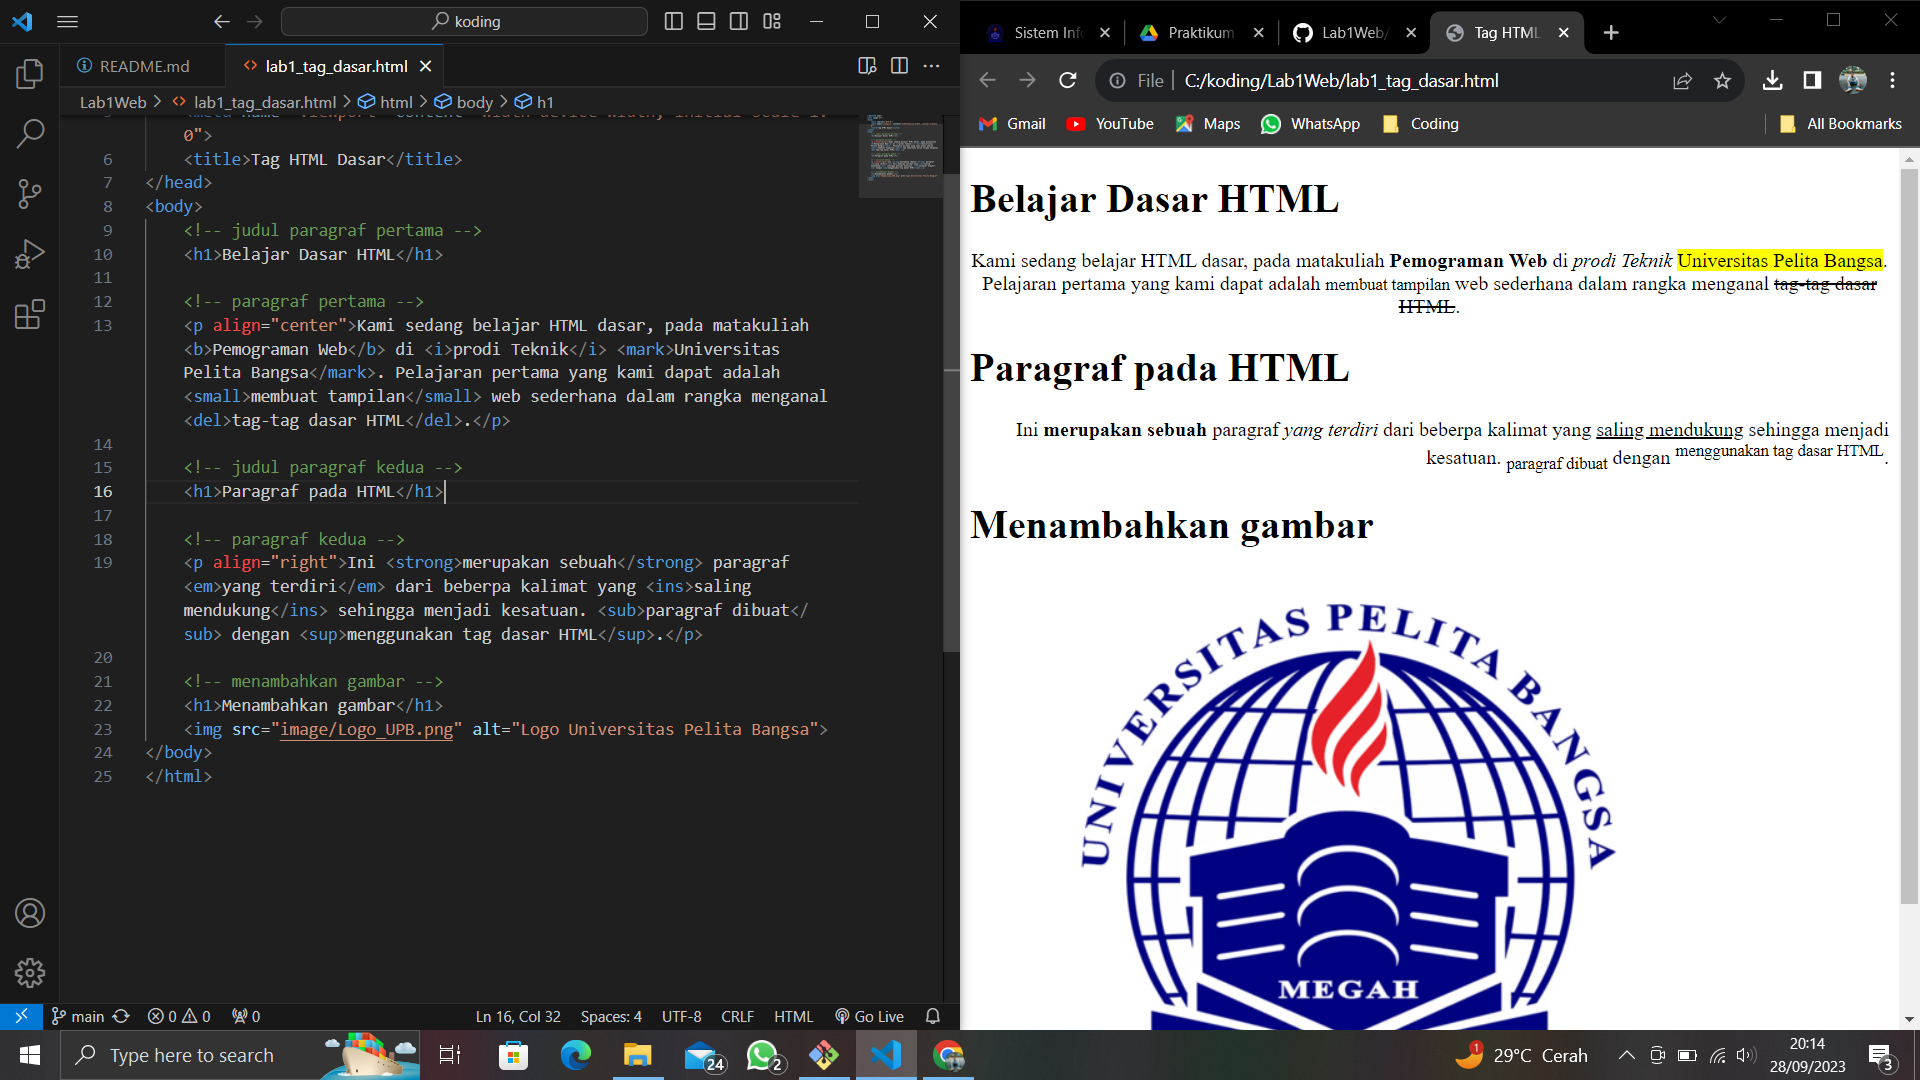 koding
README.md
lab1_tag_dasar.html
Lab1Web > lab1_tag_dasar.html > html > body > h1
0">
6 <title>Tag HTML Dasar</title>
7 </head>
8 <body>
9 <!-- judul paragraf pertama -->
10 <h1>Belajar Dasar HTML</h1>
11
12 <!-- paragraf pertama -->
13 <p align="center">Kami sedang belajar HTML dasar, pada matakuliah
<b>Pemograman Web</b> di <i>prodi Teknik</i> <mark>Universitas
Pelita Bangsa</mark>. Pelajaran pertama yang kami dapat adalah
<small>membuat tampilan</small> web sederhana dalam rangka menganal
<del>tag-tag dasar HTML</del>.</p>
14
15 <!-- judul paragraf kedua -->
16 <h1>Paragraf pada HTML</h1>
17
18 <!-- paragraf kedua -->
19 <p align="right">Ini <strong>merupakan sebuah</strong> paragraf
<em>yang terdiri</em> dari beberpa kalimat yang <ins>saling
mendukung</ins> sehingga menjadi kesatuan. <sub>paragraf dibuat</
sub> dengan <sup>menggunakan tag dasar HTML</sup>.</p>
20
21 <!-- menambahkan gambar -->
22 <h1>Menambahkan gambar</h1>
23 <img src="image/Logo_UPB.png" alt="Logo Universitas Pelita Bangsa">
24 </body>
25 </html>
main 0 0 0 Ln 16, Col 32 Spaces: 4 UTF-8 CRLF HTML Go Live
Sistem Inf
Praktikum
Lab1Web/
Tag HTML
File | C:/koding/Lab1Web/lab1_tag_dasar.html
Gmail YouTube Maps WhatsApp Coding All Bookmarks
Belajar Dasar HTML
Kami sedang belajar HTML dasar, pada matakuliah Pemograman Web di prodi Teknik Universitas Pelita Bangsa.
Pelajaran pertama yang kami dapat adalah membuat tampilan web sederhana dalam rangka menganal tag-tag dasar
HTML.
Paragraf pada HTML
Ini merupakan sebuah paragraf yang terdiri dari beberpa kalimat yang saling mendukung sehingga menjadi
kesatuan. paragraf dibuat dengan menggunakan tag dasar HTML.
Menambahkan gambar
UNIVERSITAS PELITA BANGSA
MEGAH
Type here to search
24
2
1
29°C Cerah
20:14
28/09/2023
3